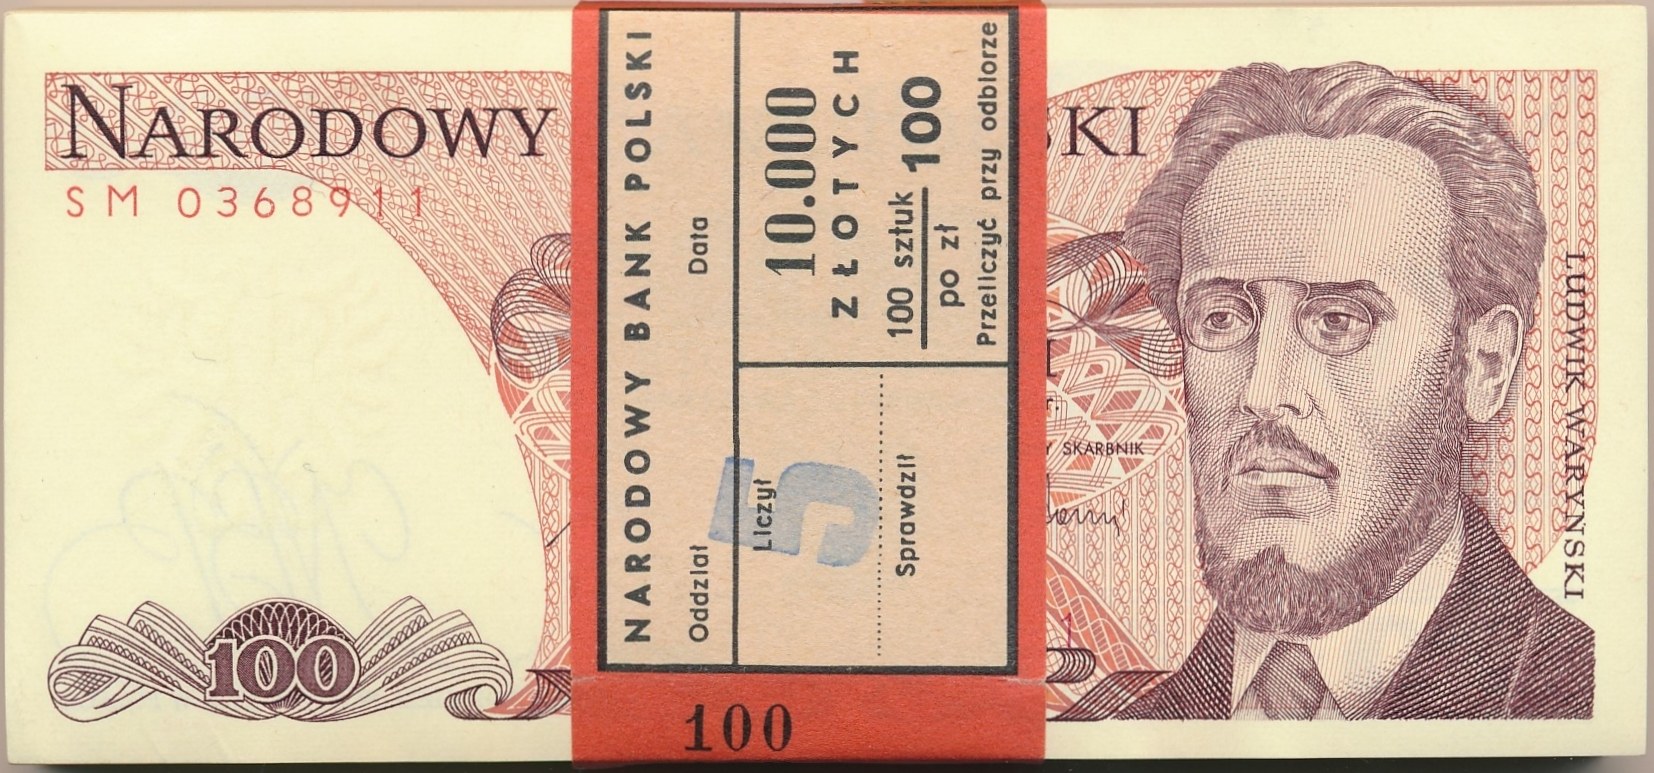 NARODOWY
SKI
SM 0368911
100
SKARBNIK
1
LUDWIK WARYŃSKI
NARODOWY BANK POLSKI
Oddział Data
5
Liczył
Sprawdził
10.000
ZŁOTYCH
100 sztuk
po zł
100
Przeliczyć przy odbiorze
100